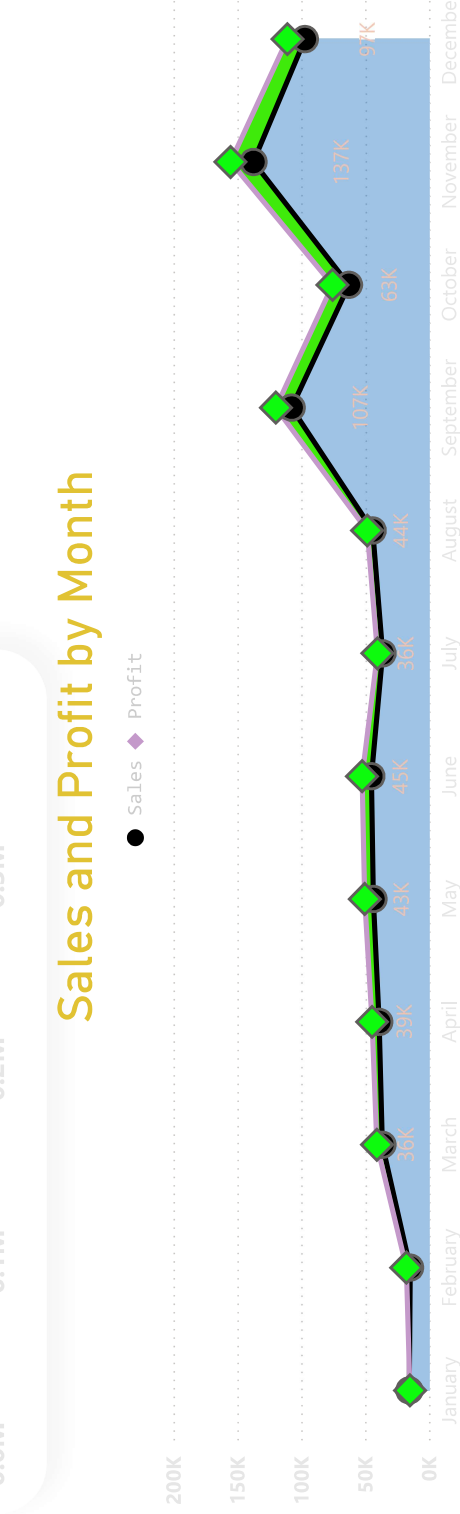 Sales and Profit by Month
Sales Profit
200K
150K
100K
50K
0K
36K
39K
43K
45K
36K
44K
107K
63K
137K
97K
January
February
March
April
May
June
July
August
September
October
November
December